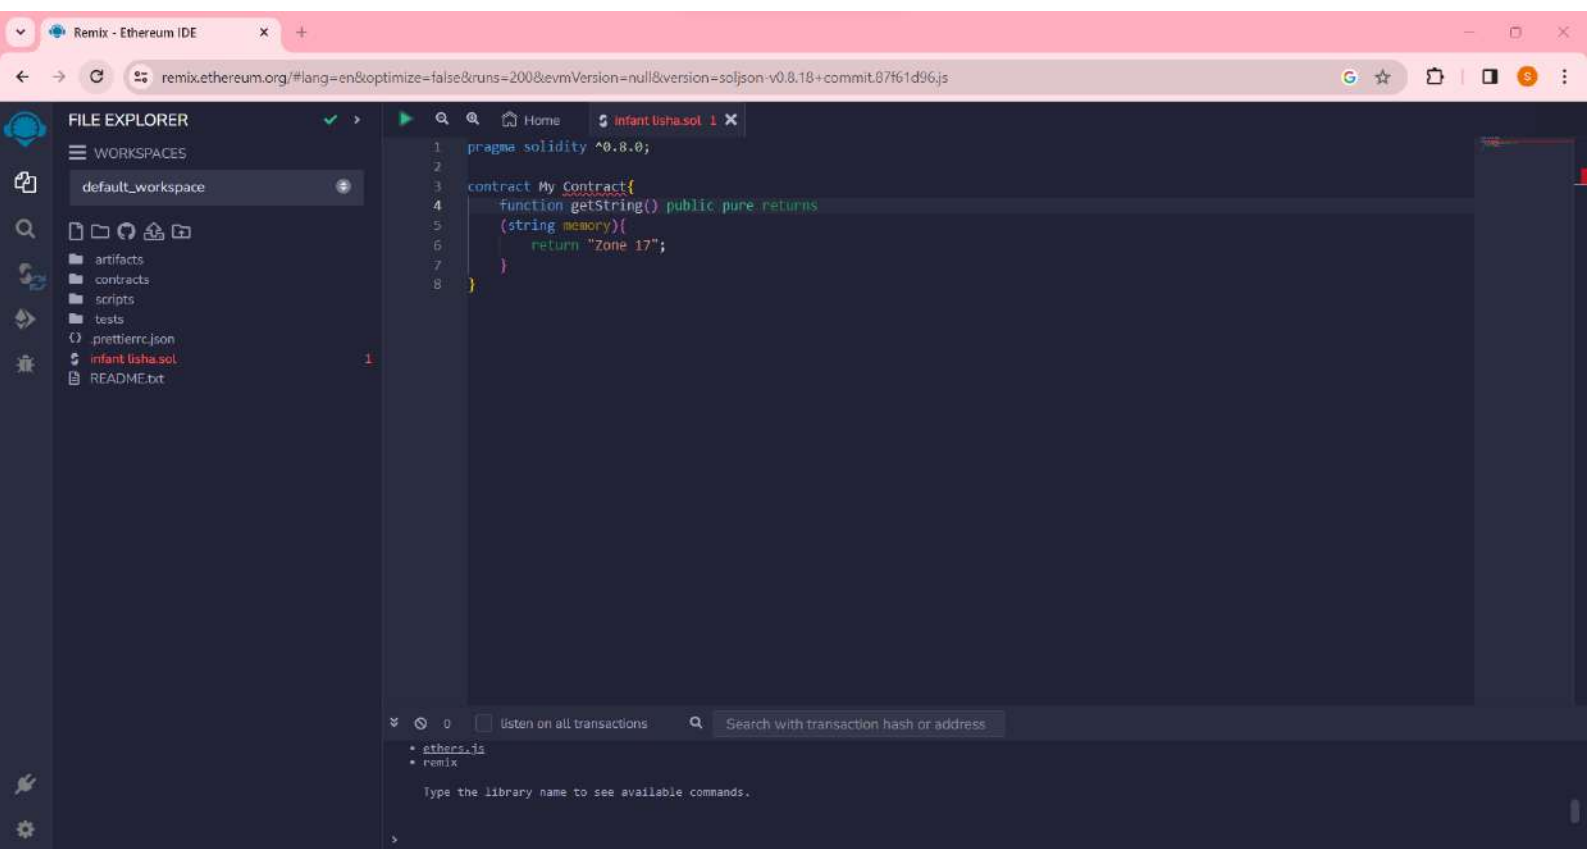 Remix - Ethereum IDE
remix.ethereum.org/#lang=en&optimize=false&runs=200&evmVersion=null&version=soljson-v0.8.18+commit.87f61d96.js
G
S
FILE EXPLORER
WORKSPACES
default_workspace
artifacts
contracts
scripts
tests
.prettierrc.json
infant lisha.sol 1
README.txt
Home
infant lisha.sol 1
1 pragma solidity ^0.8.0;
2
3 contract My Contract{
4 function getString() public pure returns
5 (string memory){
6 return "Zone 17";
7 }
8 }
0 listen on all transactions Search with transaction hash or address
• ethers.js
• remix
Type the library name to see available commands.
>